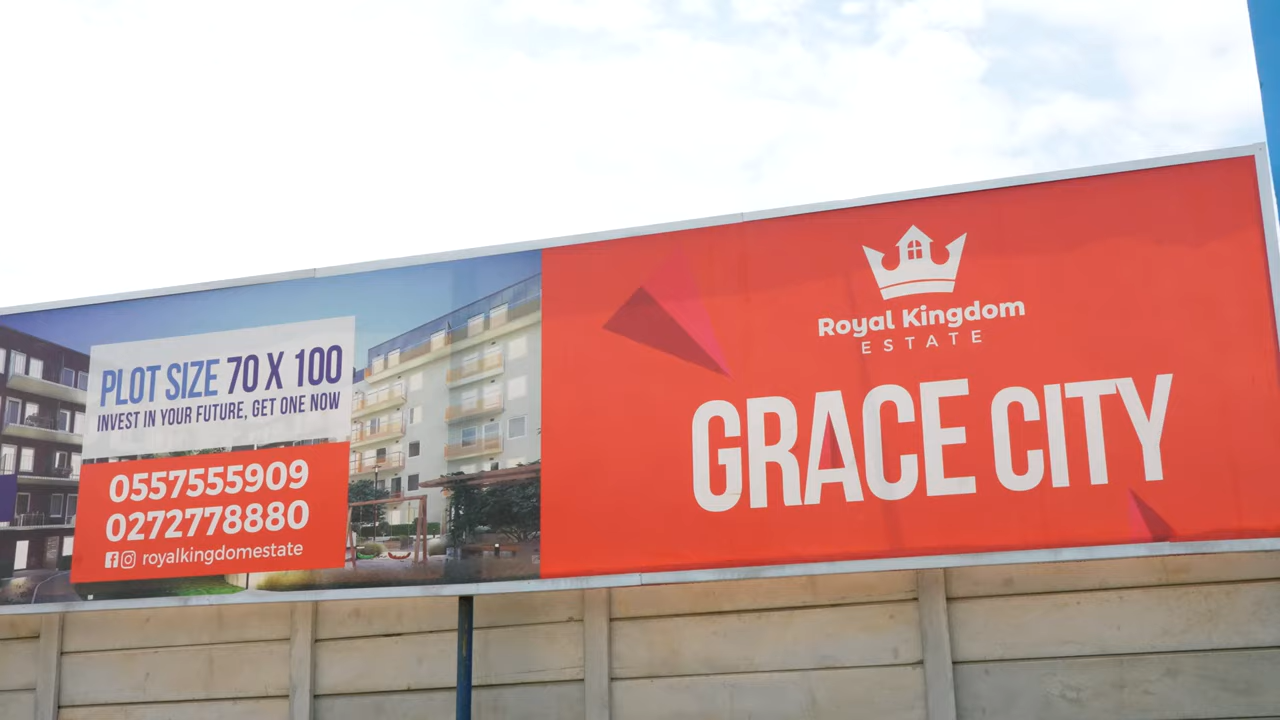 PLOT SIZE 70 X 100
INVEST IN YOUR FUTURE, GET ONE NOW
0557555909
0272778880
royalkingdomestate
Royal Kingdom
ESTATE
GRACE CITY